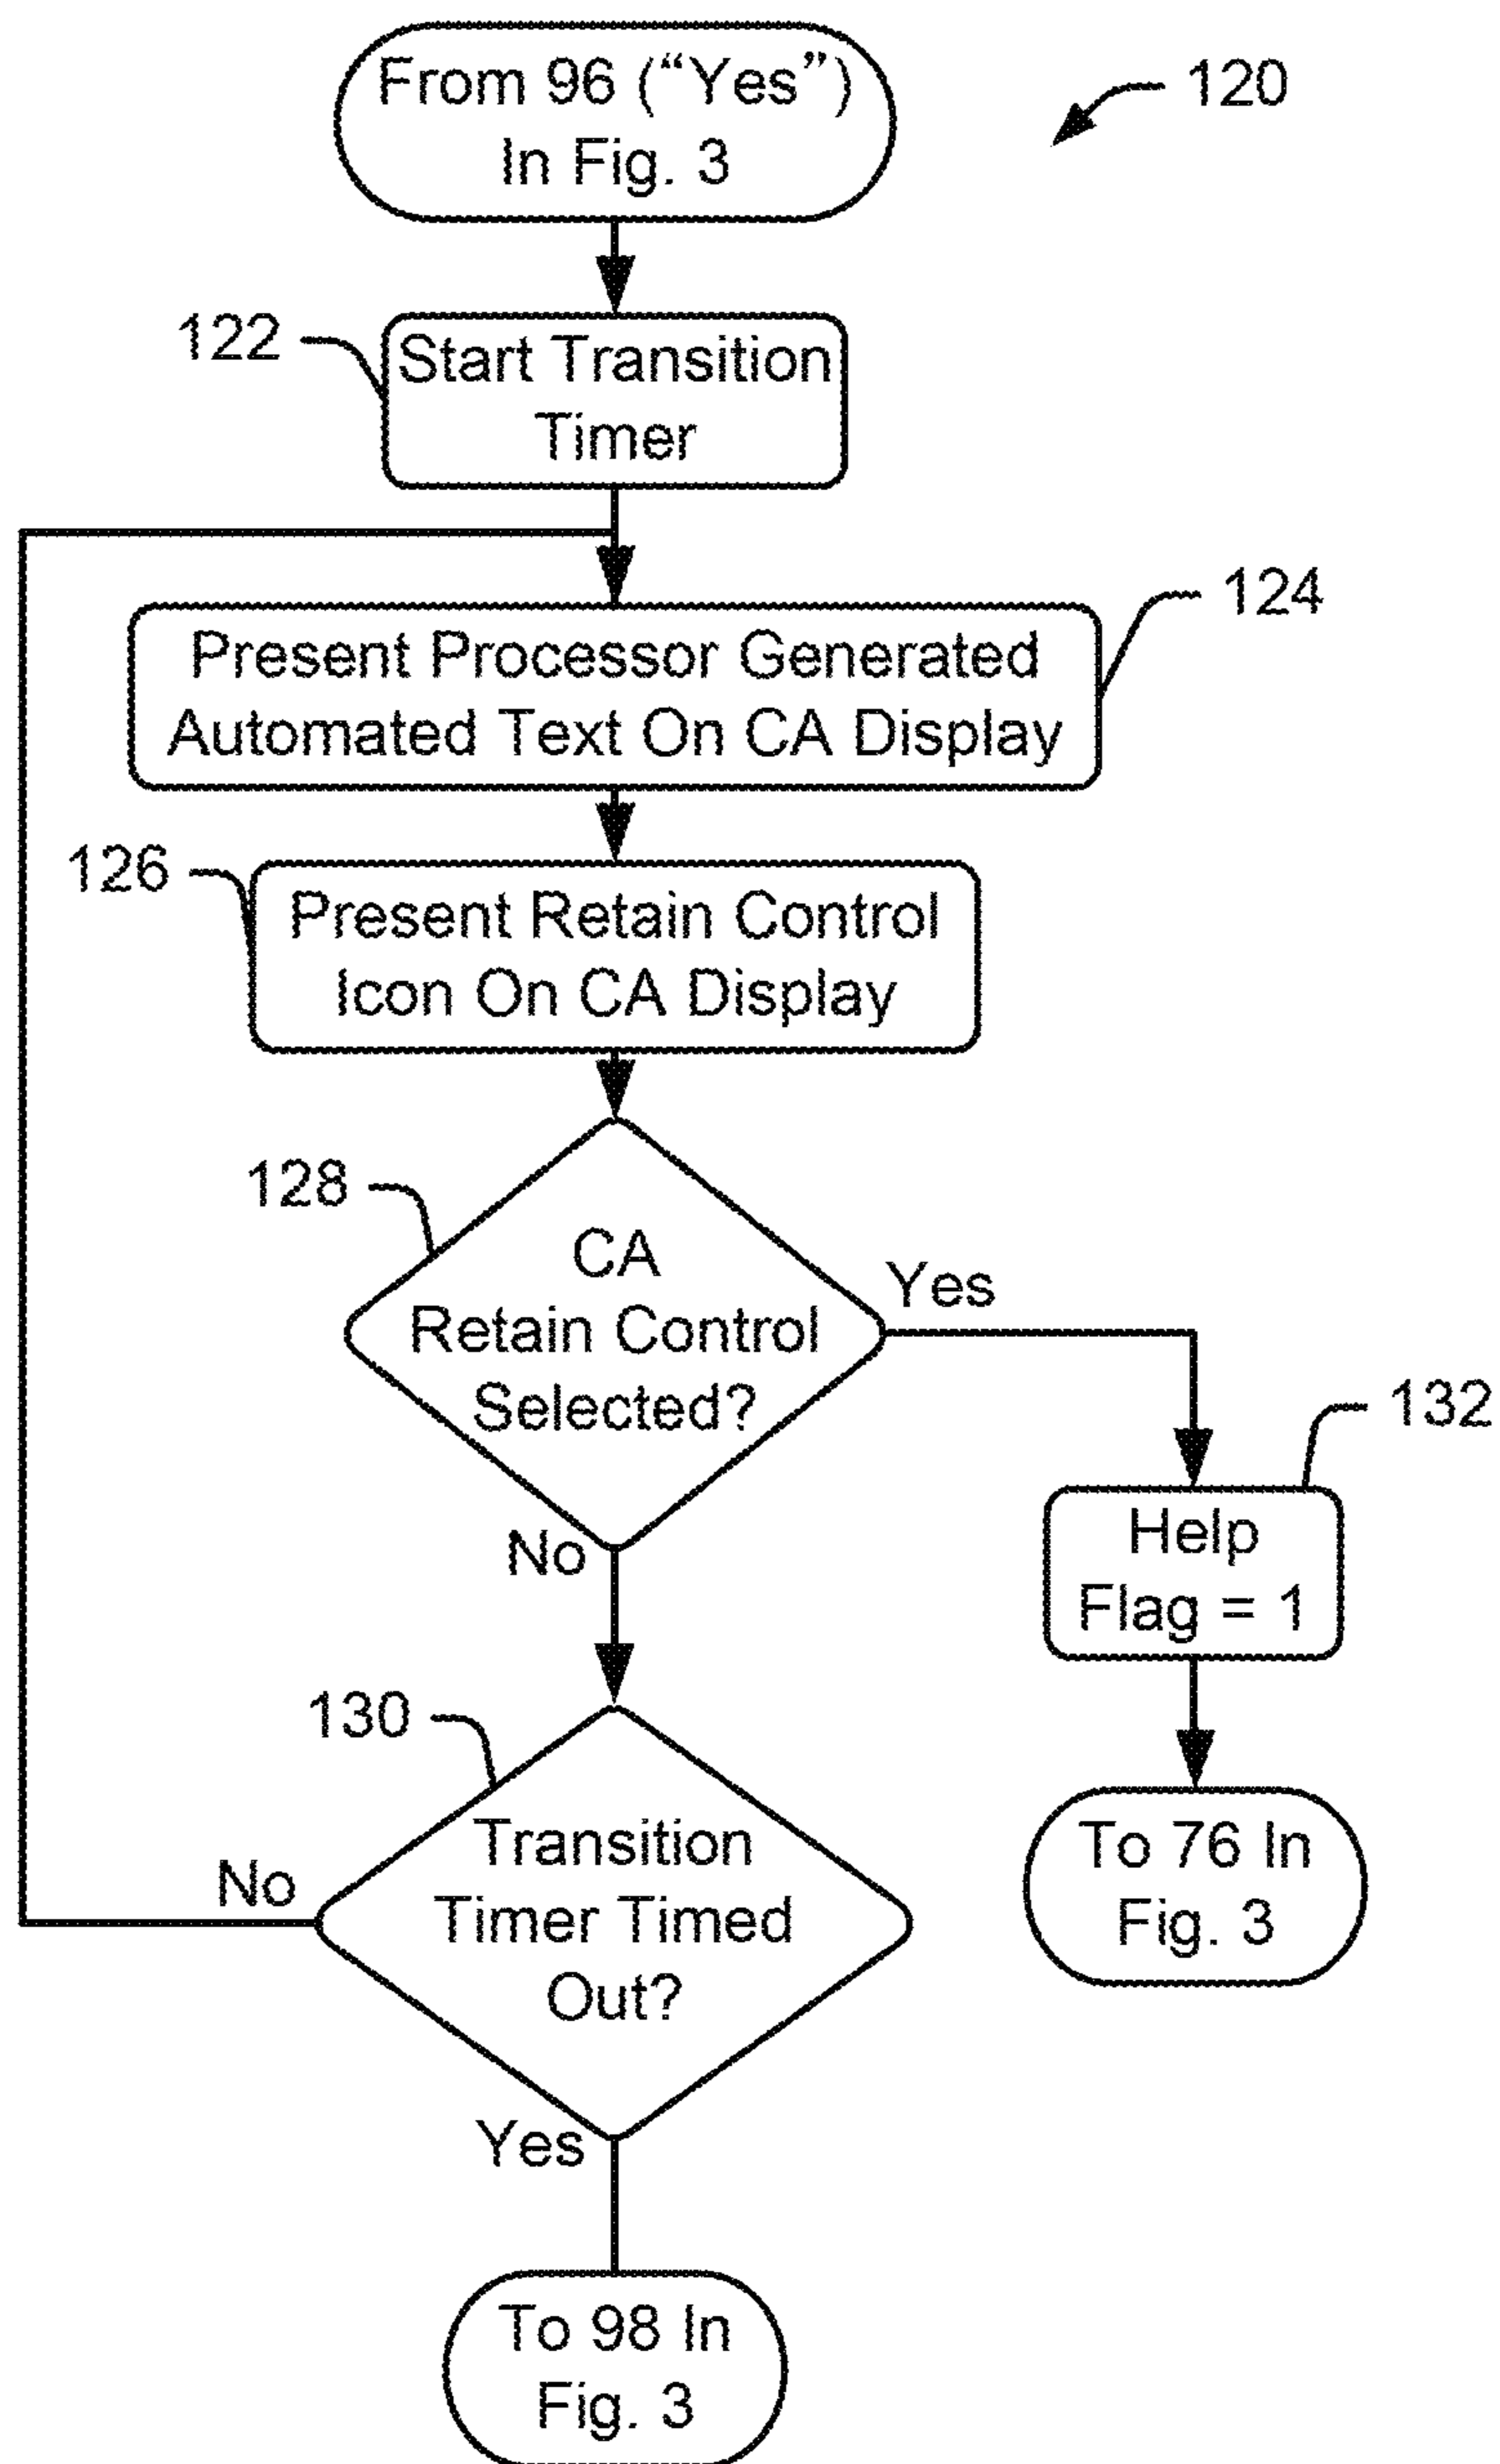 From 96 (“Yes”)
In Fig. 3
120
122
Start Transition
Timer
124
Present Processor Generated
Automated Text On CA Display
126
Present Retain Control
Icon On CA Display
128
CA
Retain Control
Selected?
Yes
No
132
Help
Flag = 1
To 76 In
Fig. 3
130
Transition
Timer Timed
Out?
No
Yes
To 98 In
Fig. 3